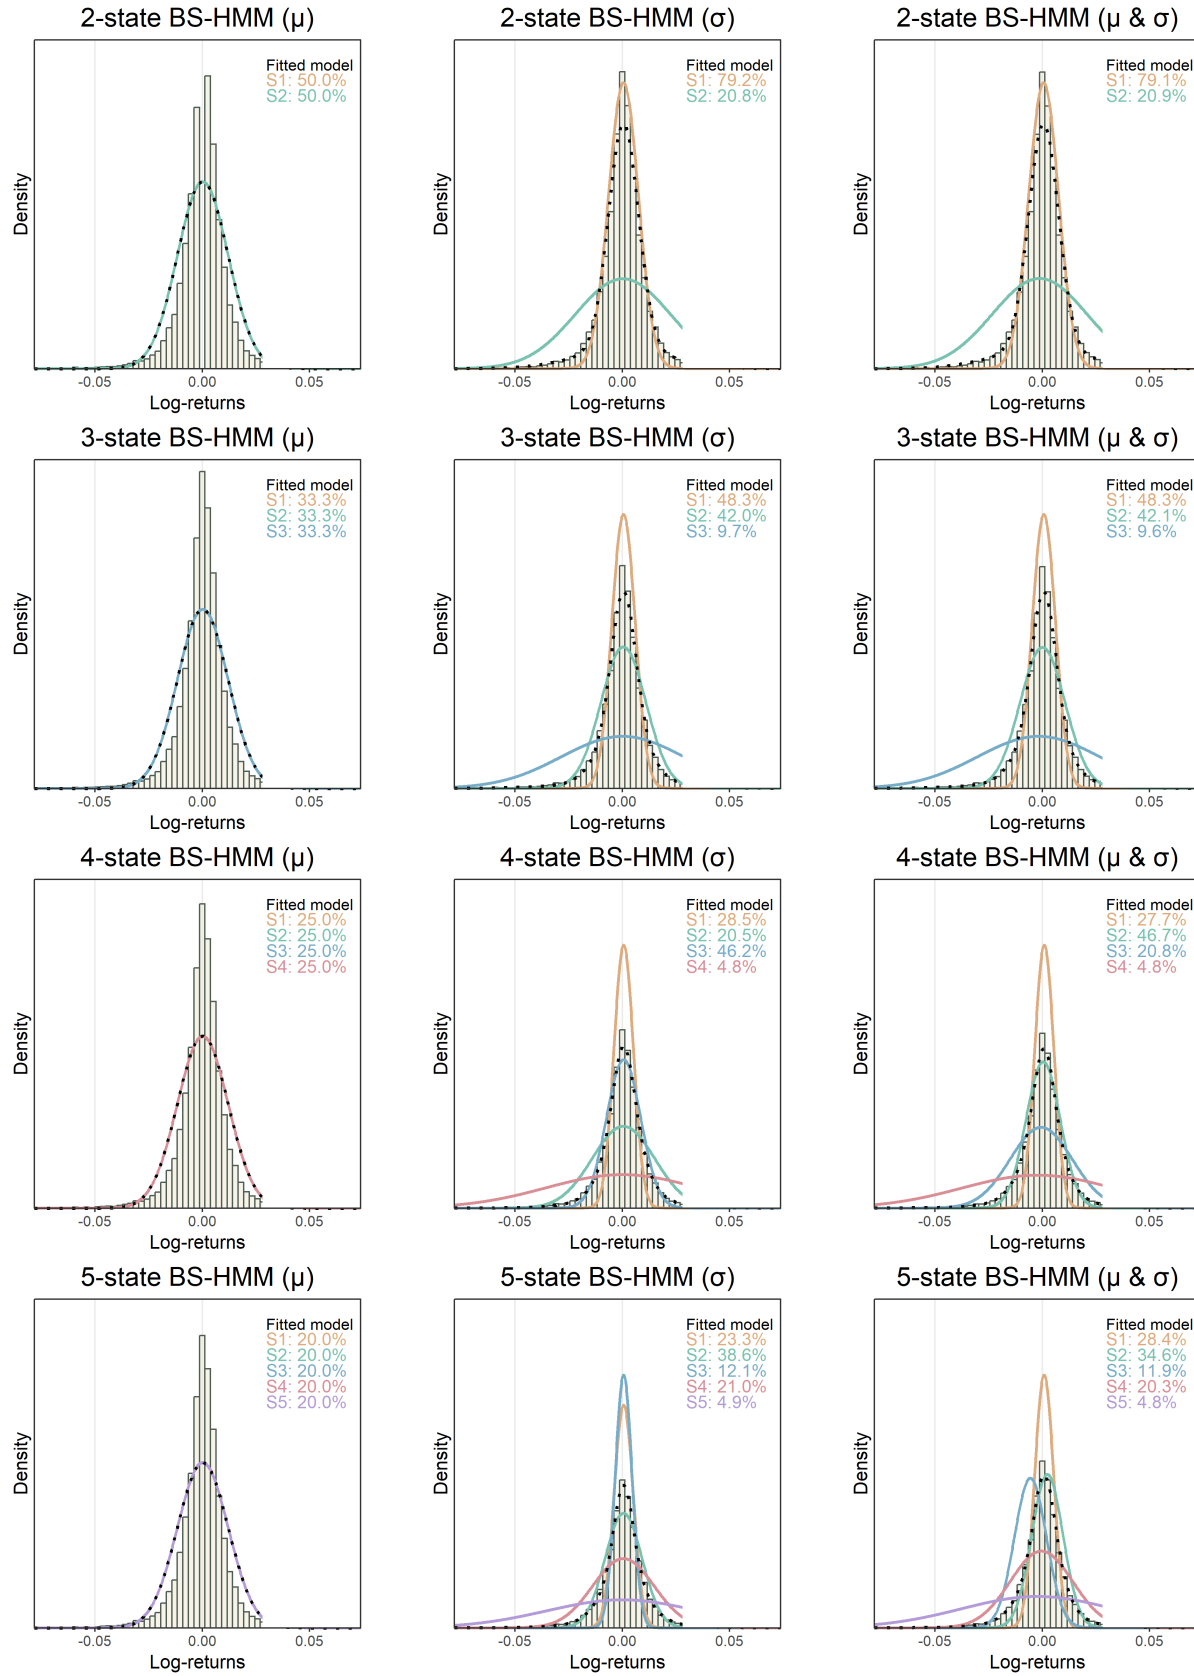 2-state BS-HMM (μ)
Density
Fitted model
S1: 50.0%
S2: 50.0%
-0.05 0.00 0.05
Log-returns
2-state BS-HMM (σ)
Density
Fitted model
S1: 79.2%
S2: 20.8%
-0.05 0.00 0.05
Log-returns
2-state BS-HMM (μ & σ)
Density
Fitted model
S1: 79.1%
S2: 20.9%
-0.05 0.00 0.05
Log-returns
3-state BS-HMM (μ)
Density
Fitted model
S1: 33.3%
S2: 33.3%
S3: 33.3%
-0.05 0.00 0.05
Log-returns
3-state BS-HMM (σ)
Density
Fitted model
S1: 48.3%
S2: 42.0%
S3: 9.7%
-0.05 0.00 0.05
Log-returns
3-state BS-HMM (μ & σ)
Density
Fitted model
S1: 48.3%
S2: 42.1%
S3: 9.6%
-0.05 0.00 0.05
Log-returns
4-state BS-HMM (μ)
Density
Fitted model
S1: 25.0%
S2: 25.0%
S3: 25.0%
S4: 25.0%
-0.05 0.00 0.05
Log-returns
4-state BS-HMM (σ)
Density
Fitted model
S1: 28.5%
S2: 20.5%
S3: 46.2%
S4: 4.8%
-0.05 0.00 0.05
Log-returns
4-state BS-HMM (μ & σ)
Density
Fitted model
S1: 27.7%
S2: 46.7%
S3: 20.8%
S4: 4.8%
-0.05 0.00 0.05
Log-returns
5-state BS-HMM (μ)
Density
Fitted model
S1: 20.0%
S2: 20.0%
S3: 20.0%
S4: 20.0%
S5: 20.0%
-0.05 0.00 0.05
Log-returns
5-state BS-HMM (σ)
Density
Fitted model
S1: 23.3%
S2: 38.6%
S3: 12.1%
S4: 21.0%
S5: 4.9%
-0.05 0.00 0.05
Log-returns
5-state BS-HMM (μ & σ)
Density
Fitted model
S1: 28.4%
S2: 34.6%
S3: 11.9%
S4: 20.3%
S5: 4.8%
-0.05 0.00 0.05
Log-returns